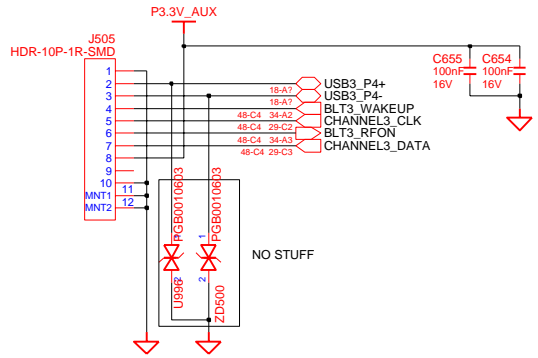 P3.3V_AUX
J505
HDR-10P-1R-SMD
1
2
3
4
5
6
7
8
9
10
MNT1 11
MNT2 12
USB3_P4+
18-A?
USB3_P4-
18-A?
BLT3_WAKEUP
48-C4 34-A2
CHANNEL3_CLK
48-C4 29-C2
BLT3_RFON
48-C4 34-A3
CHANNEL3_DATA
48-C4 29-C3
C655
100nF
16V
C654
100nF
16V
PGB0010603
1
2
U996
PGB0010603
1
2
ZD500
NO STUFF